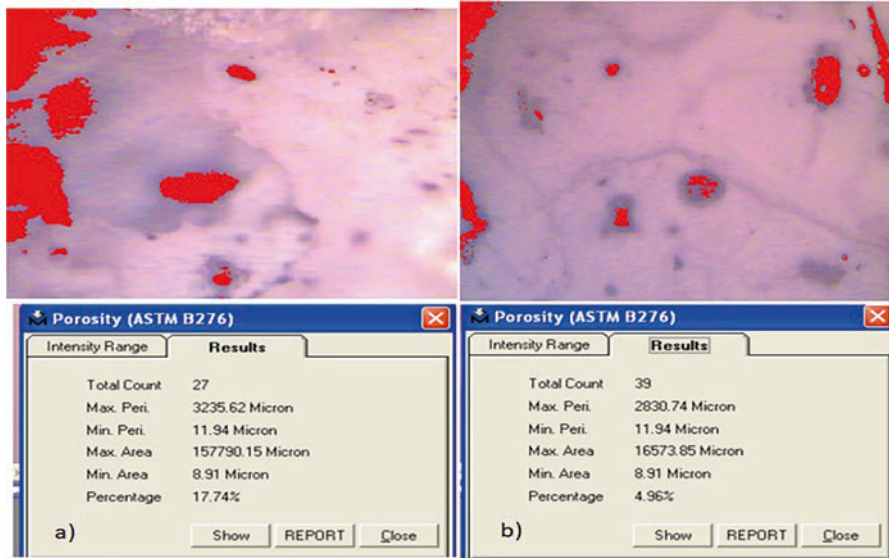 Porosity (ASTM B276)
Intensity Range Results
Total Count 27
Max. Peri. 3235.62 Micron
Min. Peri. 11.94 Micron
Max. Area 157790.15 Micron
Min. Area 8.91 Micron
Percentage 17.74%
a) Show REPORT Close
Porosity (ASTM B276)
Intensity Range Results
Total Count 39
Max. Peri. 2830.74 Micron
Min. Peri. 11.94 Micron
Max. Area 16573.85 Micron
Min. Area 8.91 Micron
Percentage 4.96%
b) Show REPORT Close